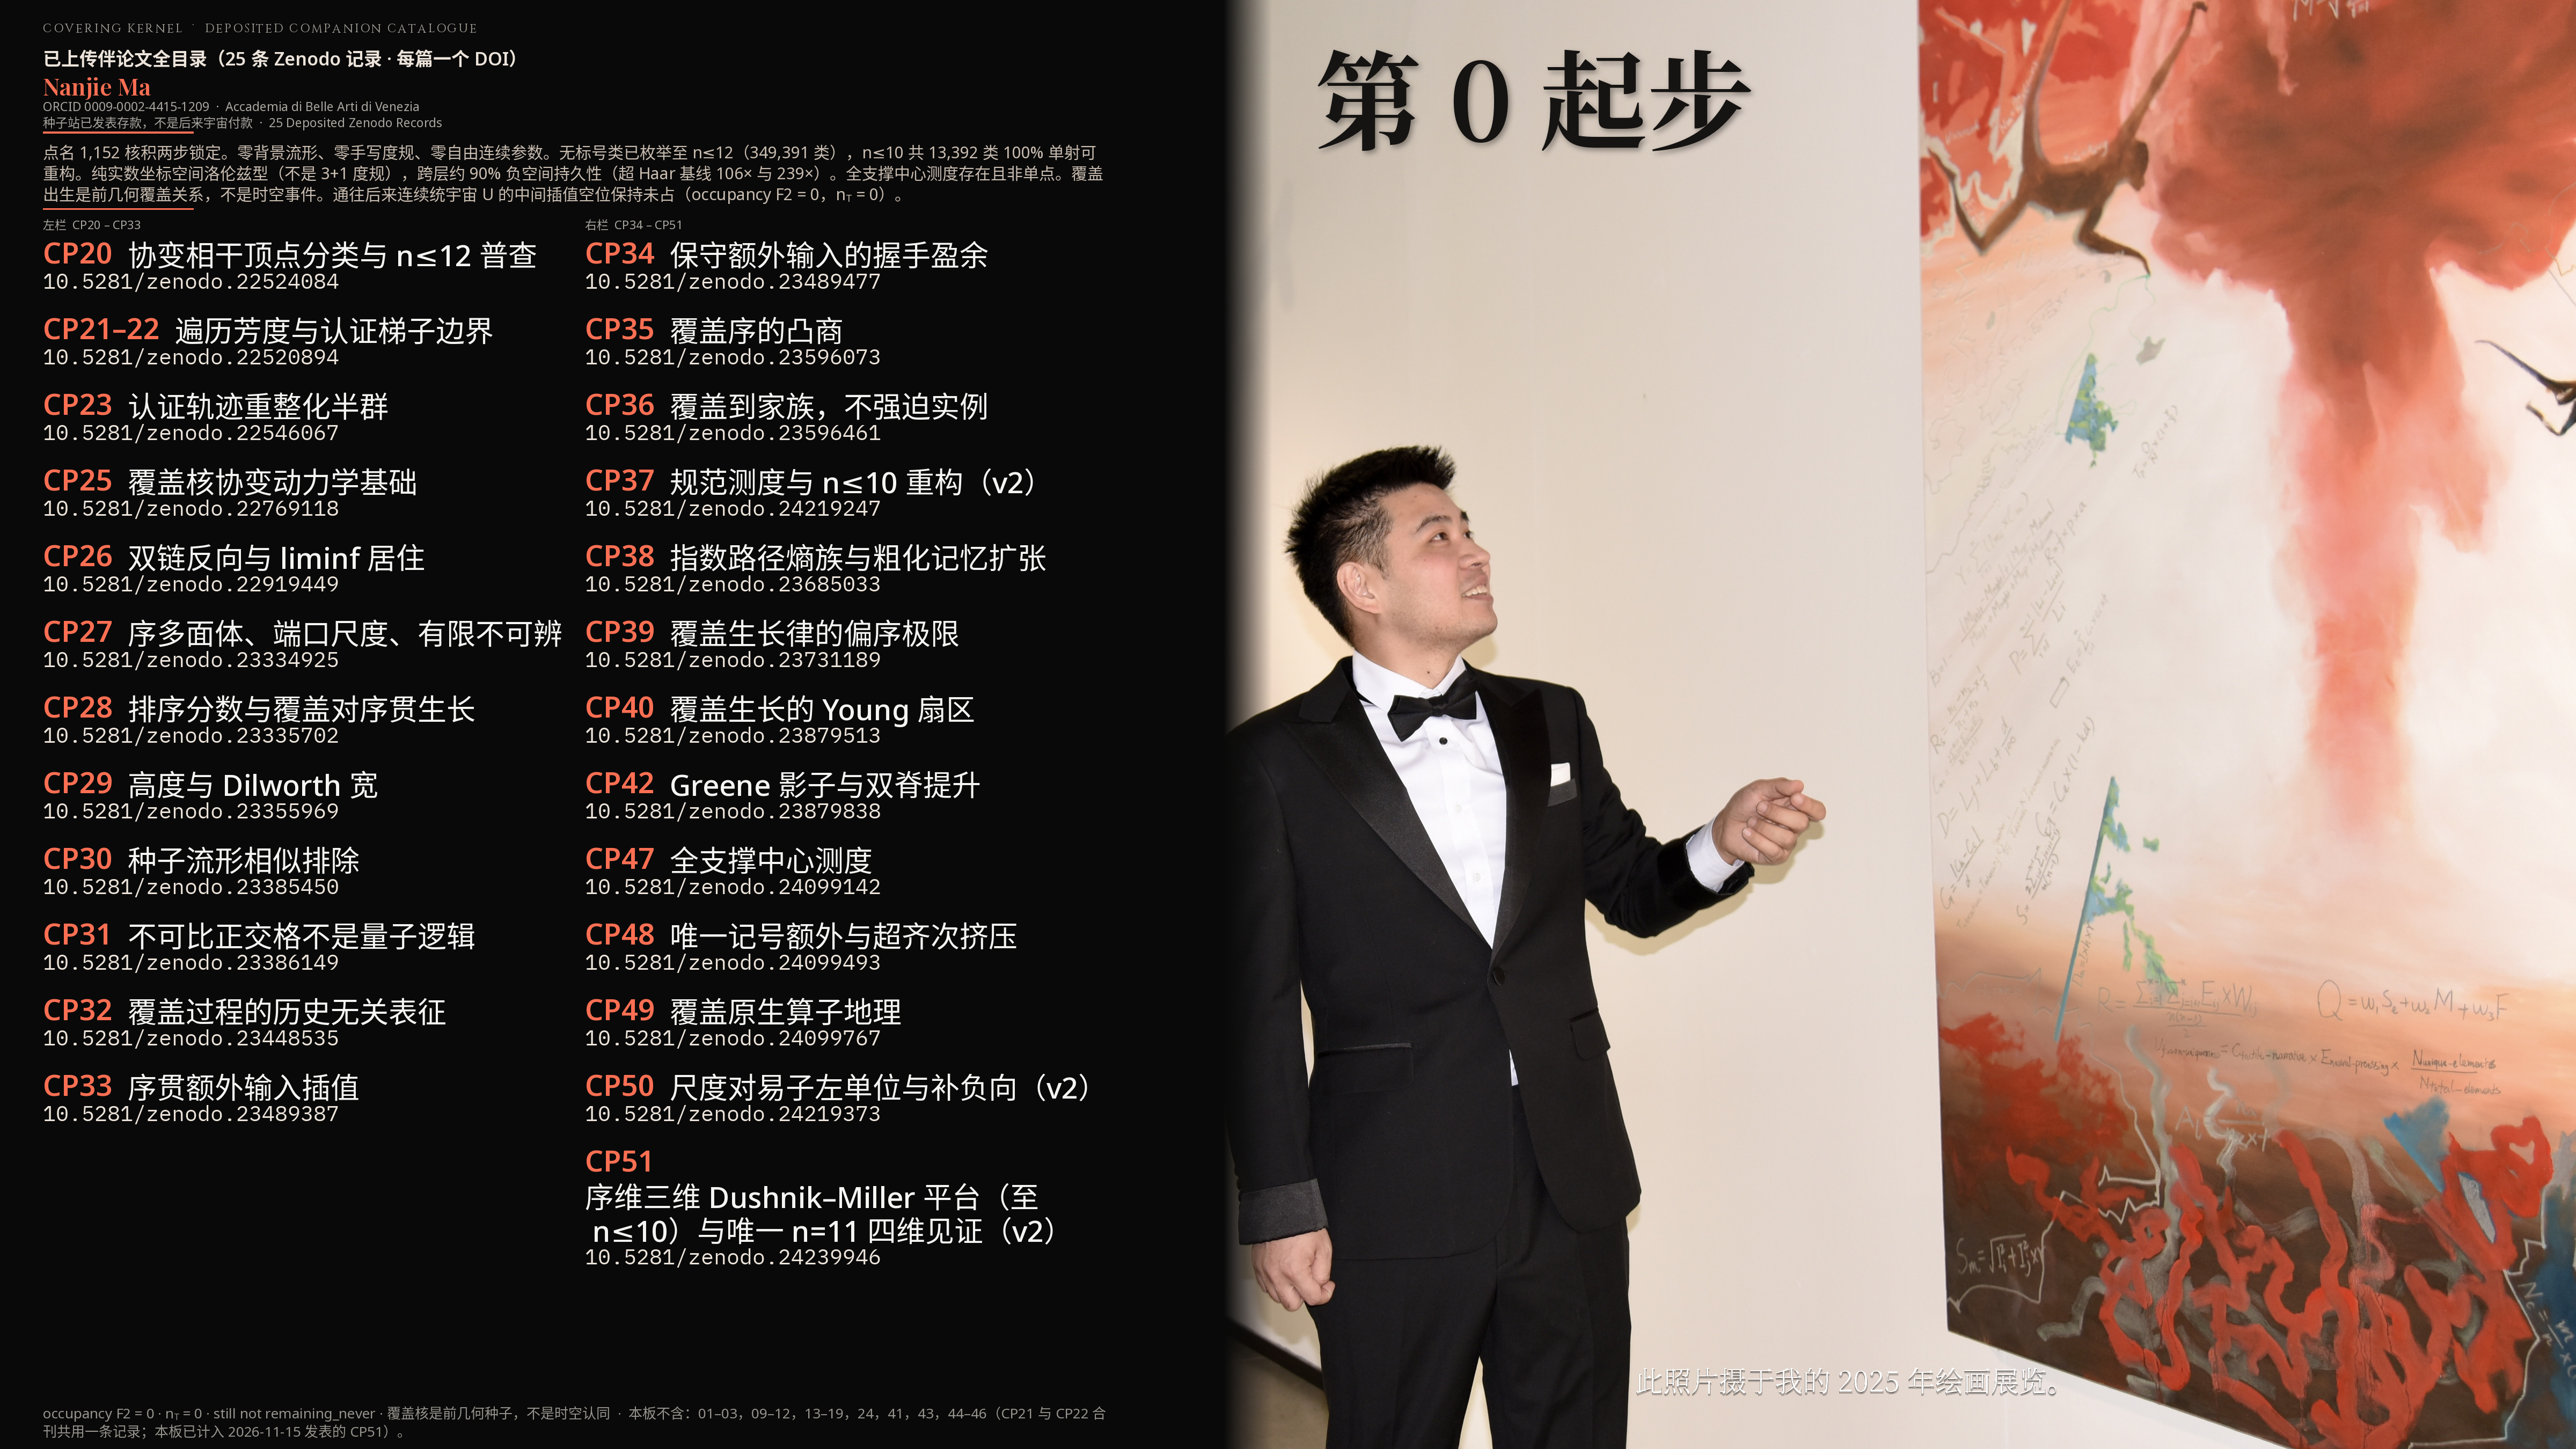 COVERING KERNEL · DEPOSITED COMPANION CATALOGUE
已上传伴论文全目录（25 条 Zenodo 记录 · 每篇一个 DOI）
Nanjie Ma
ORCID 0009-0002-4415-1209 · Accademia di Belle Arti di Venezia
种子站已发表存款，不是后来宇宙付款 · 25 Deposited Zenodo Records
点名 1,152 核积两步锁定。零背景流形、零手写度规、零自由连续参数。无标号类已枚举至 n≤12（349,391 类），n≤10 共 13,392 类 100% 单射可
重构。纯实数坐标空间洛伦兹型（不是 3+1 度规），跨层约 90% 负空间持久性（超 Haar 基线 106× 与 239×）。全支撑中心测度存在且非单点。覆盖
出生是前几何覆盖关系，不是时空事件。通往后来连续统宇宙 U 的中间插值空位保持未占（occupancy F2 = 0，nT = 0）。
左栏 CP20 – CP33
CP20 协变相干顶点分类与 n≤12 普查
10.5281/zenodo.22524084
CP21–22 遍历芳度与认证梯子边界
10.5281/zenodo.22520894
CP23 认证轨迹重整化半群
10.5281/zenodo.22546067
CP25 覆盖核协变动力学基础
10.5281/zenodo.22769118
CP26 双链反向与 liminf 居住
10.5281/zenodo.22919449
CP27 序多面体、端口尺度、有限不可辨
10.5281/zenodo.23334925
CP28 排序分数与覆盖对序贯生长
10.5281/zenodo.23335702
CP29 高度与 Dilworth 宽
10.5281/zenodo.23355969
CP30 种子流形相似排除
10.5281/zenodo.23385450
CP31 不可比正交格不是量子逻辑
10.5281/zenodo.23386149
CP32 覆盖过程的历史无关表征
10.5281/zenodo.23448535
CP33 序贯额外输入插值
10.5281/zenodo.23489387
右栏 CP34 – CP51
CP34 保守额外输入的握手盈余
10.5281/zenodo.23489477
CP35 覆盖序的凸商
10.5281/zenodo.23596073
CP36 覆盖到家族，不强迫实例
10.5281/zenodo.23596461
CP37 规范测度与 n≤10 重构（v2）
10.5281/zenodo.24219247
CP38 指数路径熵族与粗化记忆扩张
10.5281/zenodo.23685033
CP39 覆盖生长律的偏序极限
10.5281/zenodo.23731189
CP40 覆盖生长的 Young 扇区
10.5281/zenodo.23879513
CP42 Greene 影子与双脊提升
10.5281/zenodo.23879838
CP47 全支撑中心测度
10.5281/zenodo.24099142
CP48 唯一记号额外与超齐次挤压
10.5281/zenodo.24099493
CP49 覆盖原生算子地理
10.5281/zenodo.24099767
CP50 尺度对易子左单位与补负向（v2）
10.5281/zenodo.24219373
CP51
序维三维 Dushnik–Miller 平台（至
n≤10）与唯一 n=11 四维见证（v2）
10.5281/zenodo.24239946
occupancy F2 = 0 · nT = 0 · still not remaining_never · 覆盖核是前几何种子，不是时空认同 · 本板不含：01–03，09–12，13–19，24，41，43，44–46（CP21 与 CP22 合
刊共用一条记录；本板已计入 2026-11-15 发表的 CP51）。
第 0 起步
Q = w₁Sₑ + w₂M + w₃F
此照片摄于我的 2025 年绘画展览。